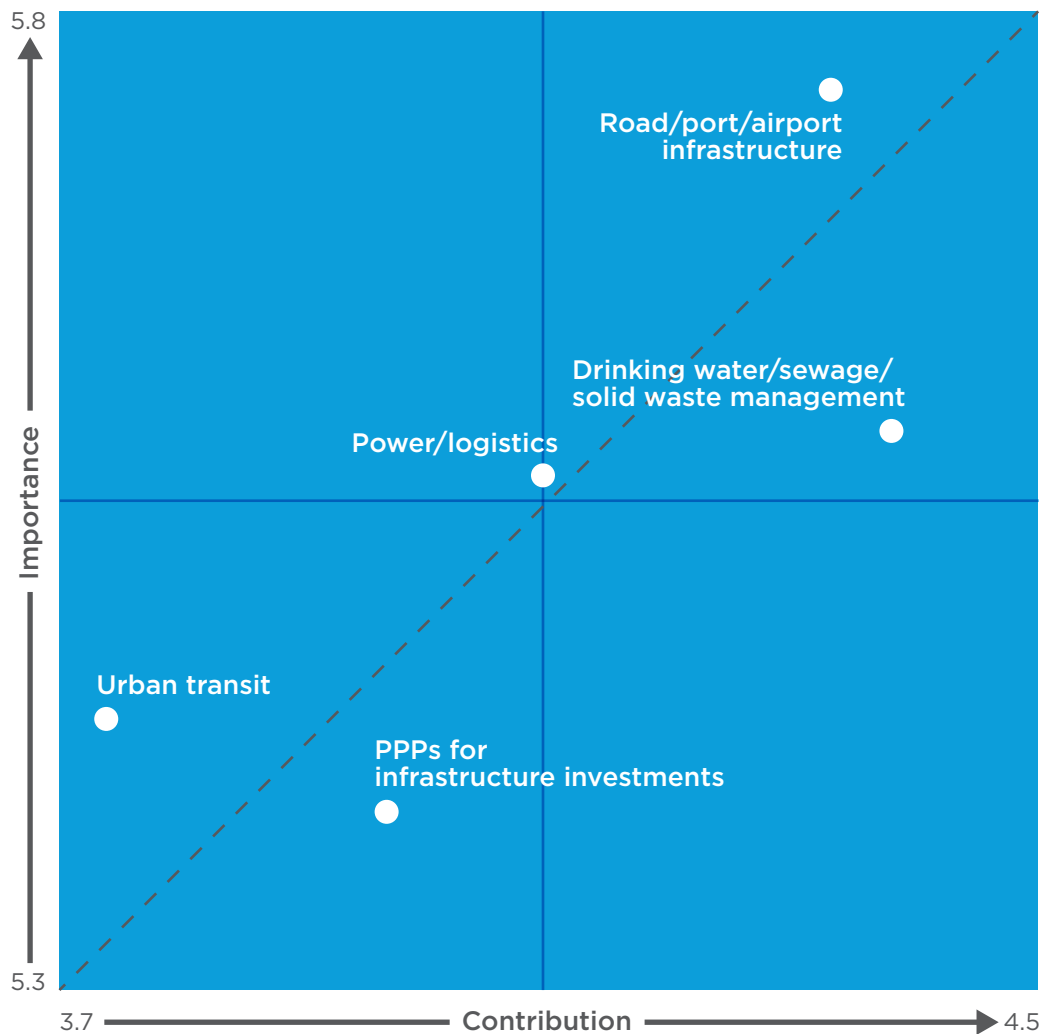 5.8
Road/port/airport
infrastructure
Drinking water/sewage/
solid waste management
Power/logistics
Importance
Urban transit
PPPs for
infrastructure investments
5.3
3.7
Contribution
4.5